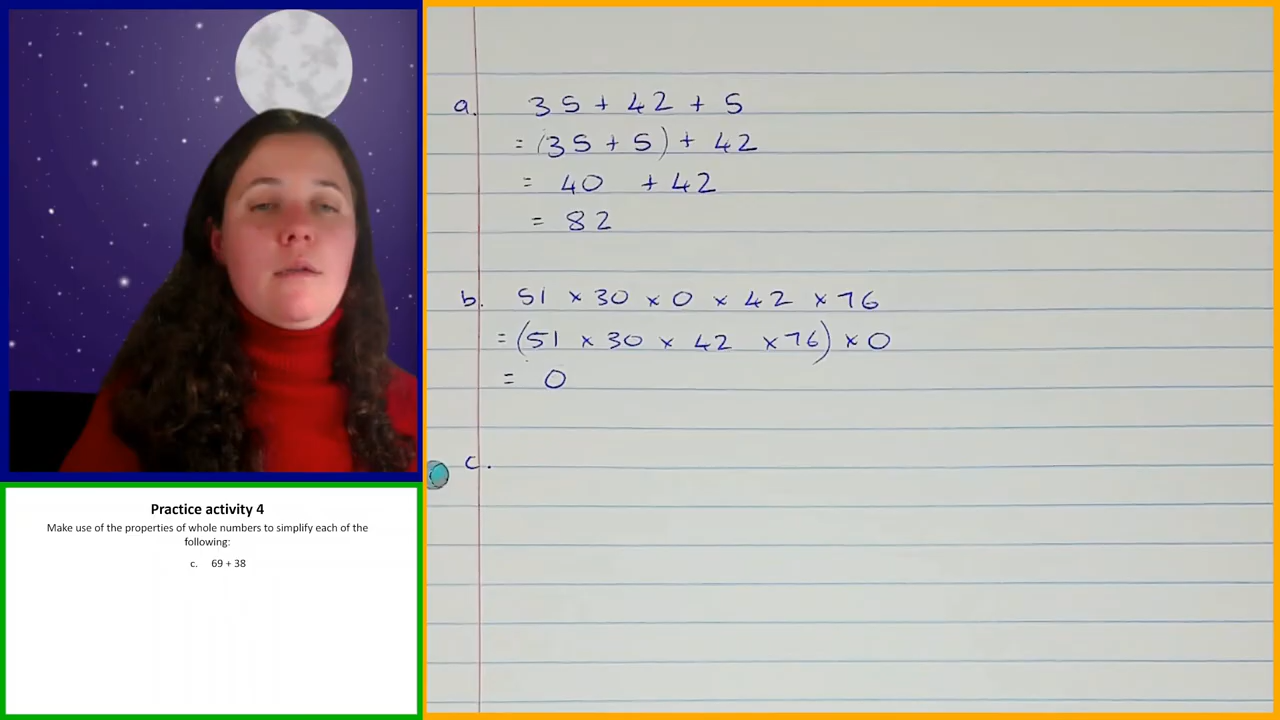 a. 35 + 42 + 5
= (35 + 5) + 42
= 40 + 42
= 82
b. 51 × 30 × 0 × 42 × 76
= (51 × 30 × 42 × 76) × 0
= 0
c.
Practice activity 4
Make use of the properties of whole numbers to simplify each of the
following:
c. 69 + 38